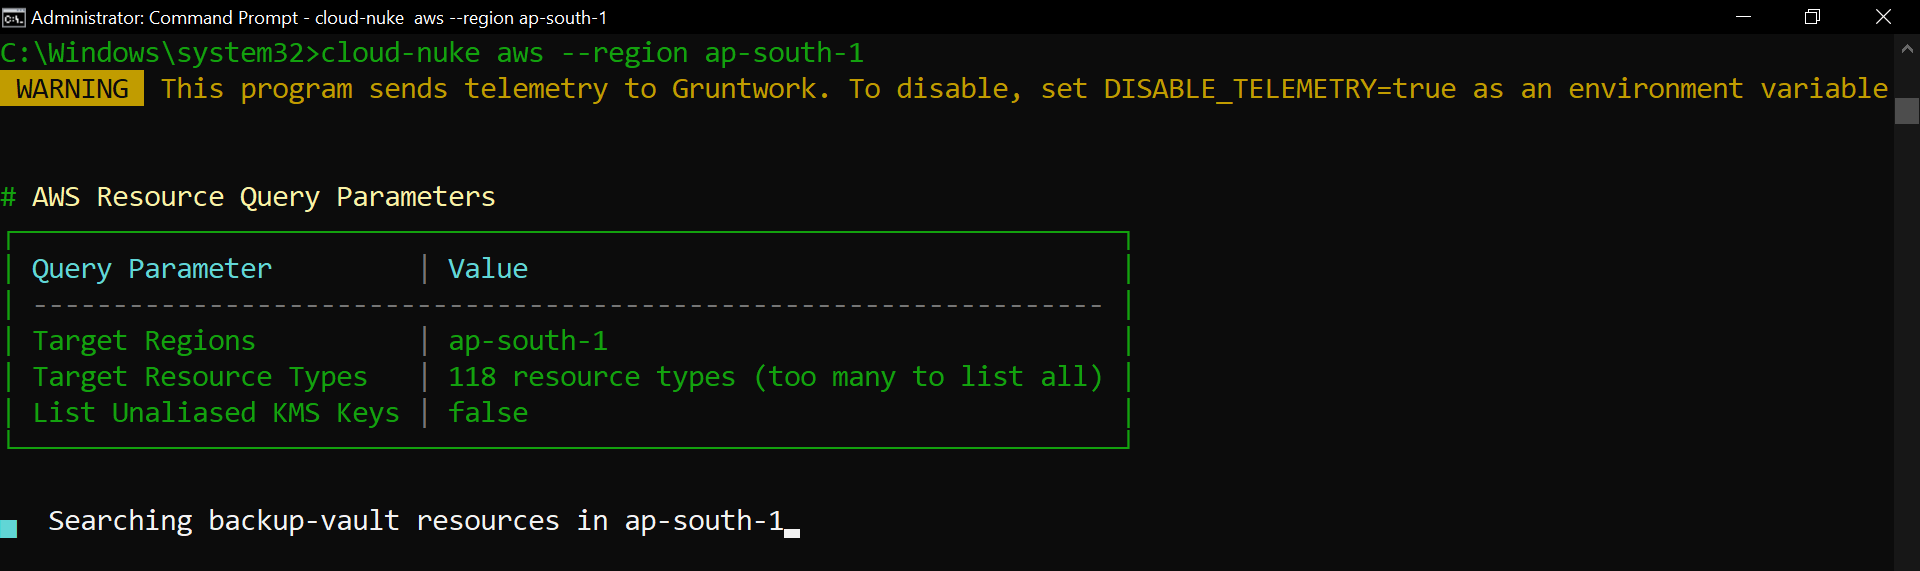 Administrator: Command Prompt - cloud-nuke  aws --region ap-south-1
C:\Windows\system32>cloud-nuke aws --region ap-south-1
WARNING This program sends telemetry to Gruntwork. To disable, set DISABLE_TELEMETRY=true as an environment variable
# AWS Resource Query Parameters
Query Parameter | Value
-------------------------------------------------------------------
Target Regions | ap-south-1
Target Resource Types | 118 resource types (too many to list all)
List Unaliased KMS Keys | false
Searching backup-vault resources in ap-south-1